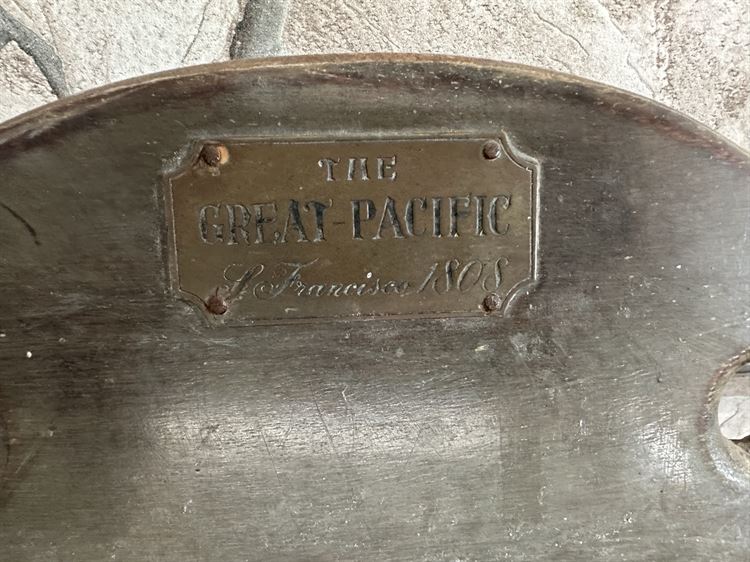 THE
GREAT-PACIFIC
S. Francisco 1808